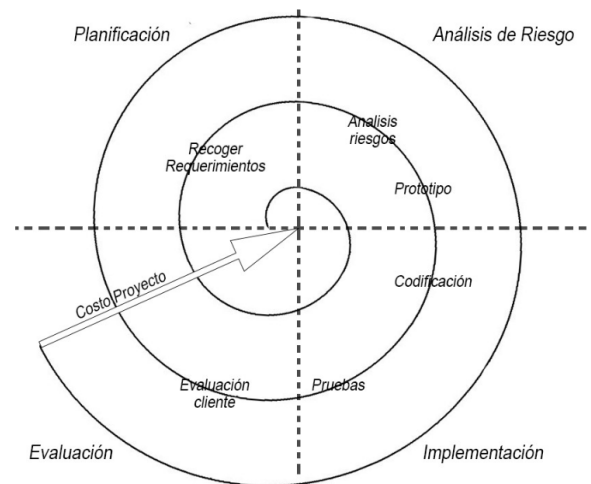 Planificación
Análisis de Riesgo
Analisis
riesgos
Recoger
Requerimientos
Prototipo
Codificación
Costo Proyecto
Evaluación
cliente
Pruebas
Evaluación
Implementación